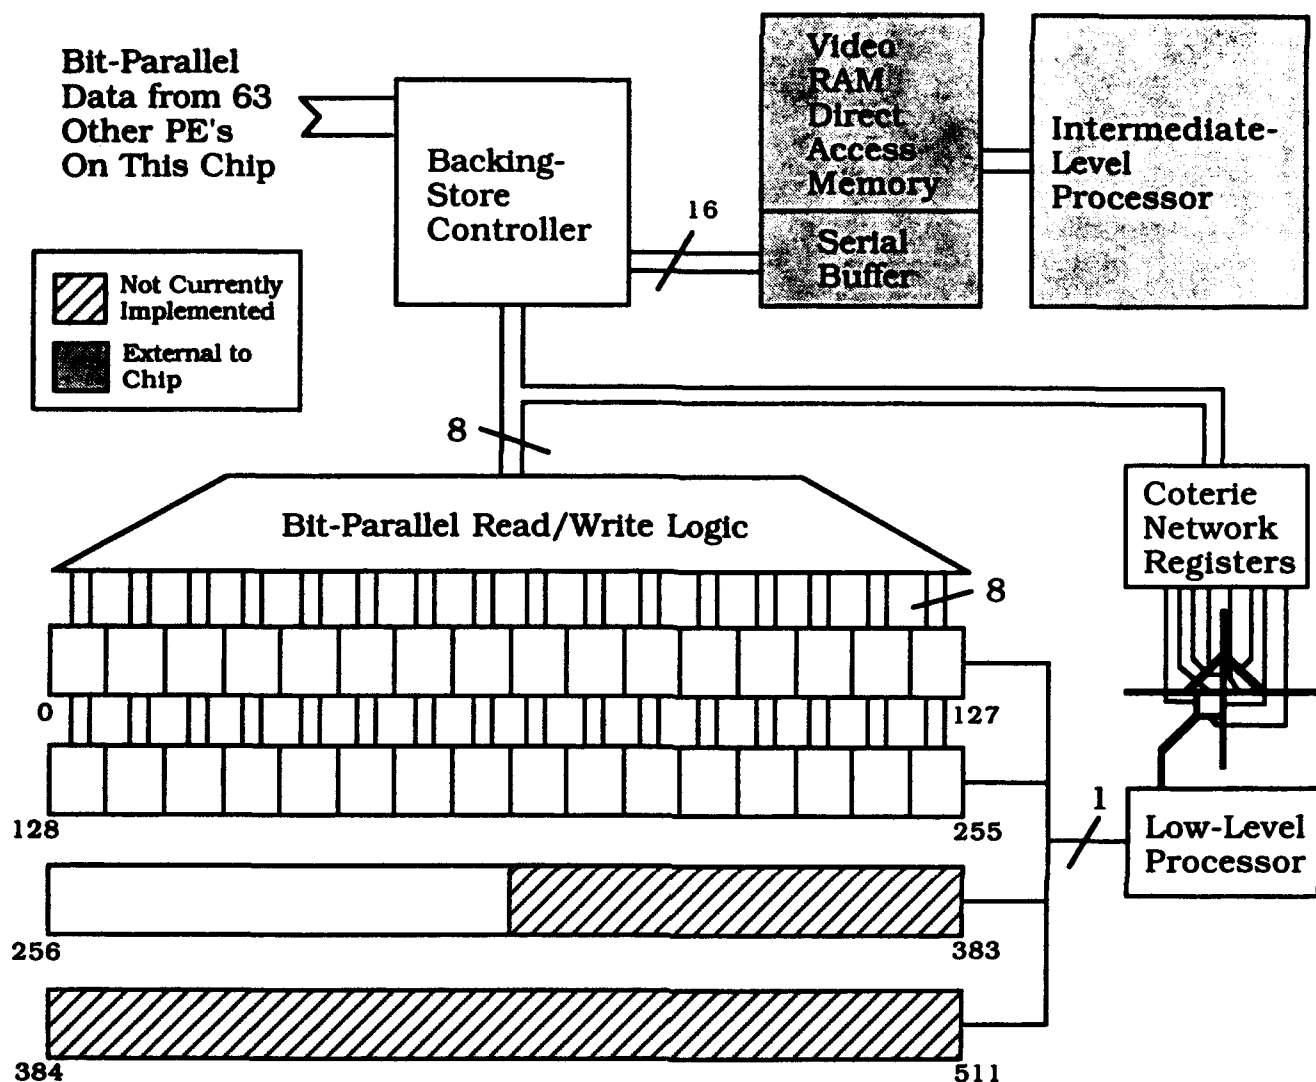 Bit-Parallel
Data from 63
Other PE's
On This Chip
Backing-
Store
Controller
16
Video
RAM
Direct
Access
Memory
Serial
Buffer
Intermediate-
Level
Processor
Not Currently
Implemented
External to
Chip
8
Bit-Parallel Read/Write Logic
8
Coterie
Network
Registers
0
127
128
255
1
Low-Level
Processor
256
383
384
511